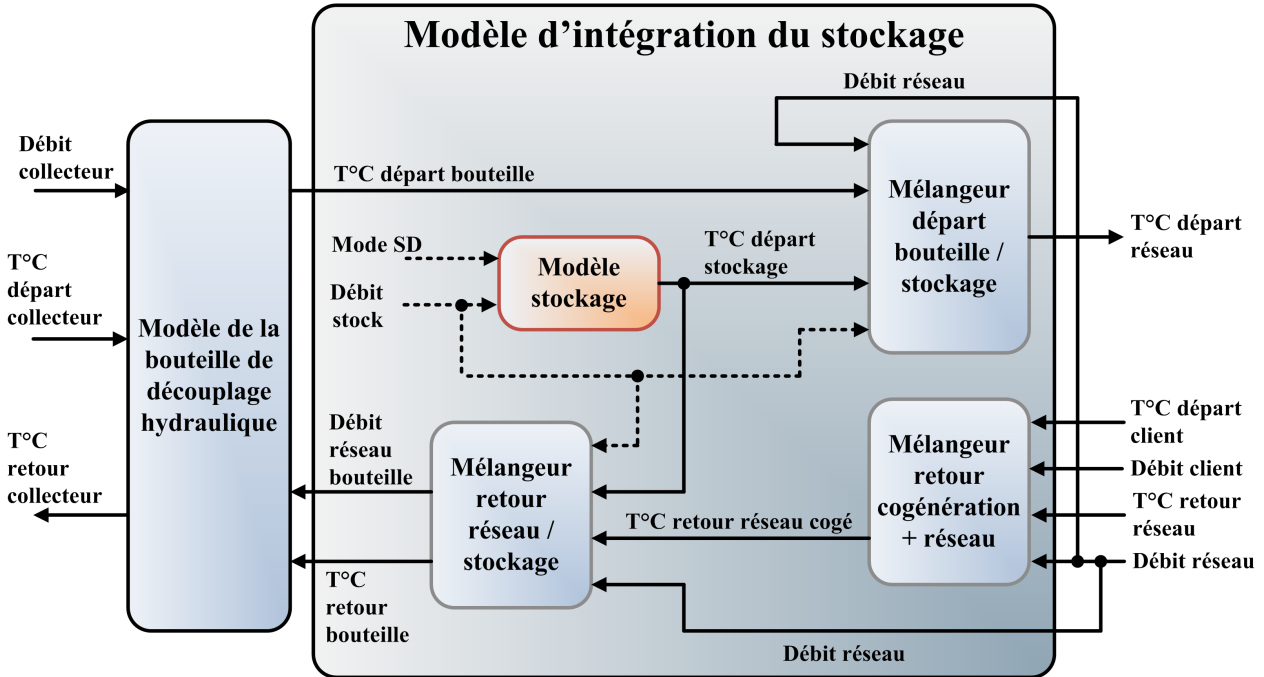 Modèle d’intégration du stockage
Débit réseau
Débit
collecteur
T°C départ bouteille
Mélangeur
départ
bouteille /
stockage
T°C départ
réseau
Mode SD
Modèle
stockage
T°C départ
stockage
Débit
stock
T°C
départ
collecteur
Modèle de la
bouteille de
découplage
hydraulique
T°C
retour
collecteur
Débit
réseau
bouteille
Mélangeur
retour
réseau /
stockage
T°C retour réseau cogé
Mélangeur
retour
cogénération
+ réseau
T°C départ
client
Débit client
T°C retour
réseau
Débit réseau
T°C
retour
bouteille
Débit réseau